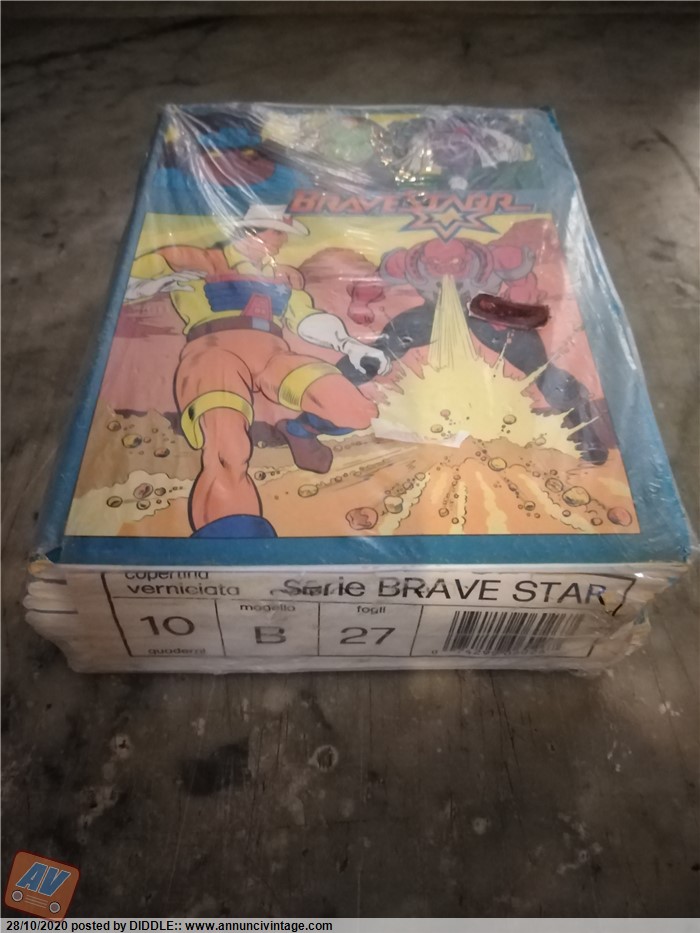 BRAVESTARR
copertina
verniciata
Serie BRAVE STAR
10
quaderni
modello
B
fogli
27
AV
28/10/2020 posted by DIDDLE:: www.annuncivintage.com